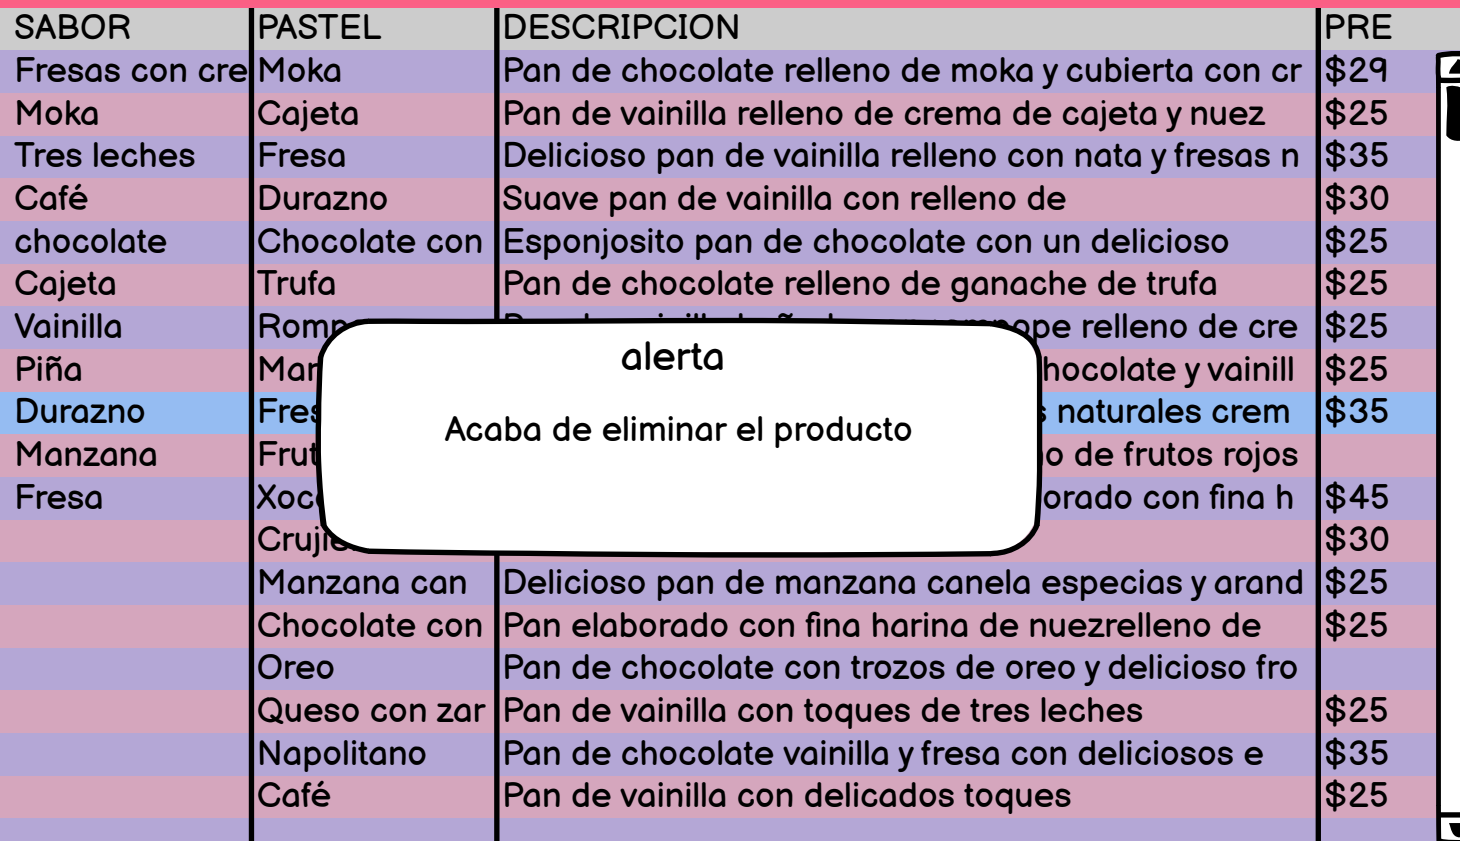 SABOR PASTEL DESCRIPCION PRE
Fresas con cre Moka Pan de chocolate relleno de moka y cubierta con cr $29
Moka Cajeta Pan de vainilla relleno de crema de cajeta y nuez $25
Tres leches Fresa Delicioso pan de vainilla relleno con nata y fresas n $35
Café Durazno Suave pan de vainilla con relleno de $30
chocolate Chocolate con Esponjosito pan de chocolate con un delicioso $25
Cajeta Trufa Pan de chocolate relleno de ganache de trufa $25
Vainilla relleno de cre $25
Piña y vainill $25
Durazno naturales crem $35
Manzana de frutos rojos
Fresa con fina h $45
$30
alerta
Acaba de eliminar el producto
Manzana can Delicioso pan de manzana canela especias y arand $25
Chocolate con Pan elaborado con fina harina de nuezrelleno de $25
Oreo Pan de chocolate con trozos de oreo y delicioso fro
Queso con zar Pan de vainilla con toques de tres leches $25
Napolitano Pan de chocolate vainilla y fresa con deliciosos e $35
Café Pan de vainilla con delicados toques $25